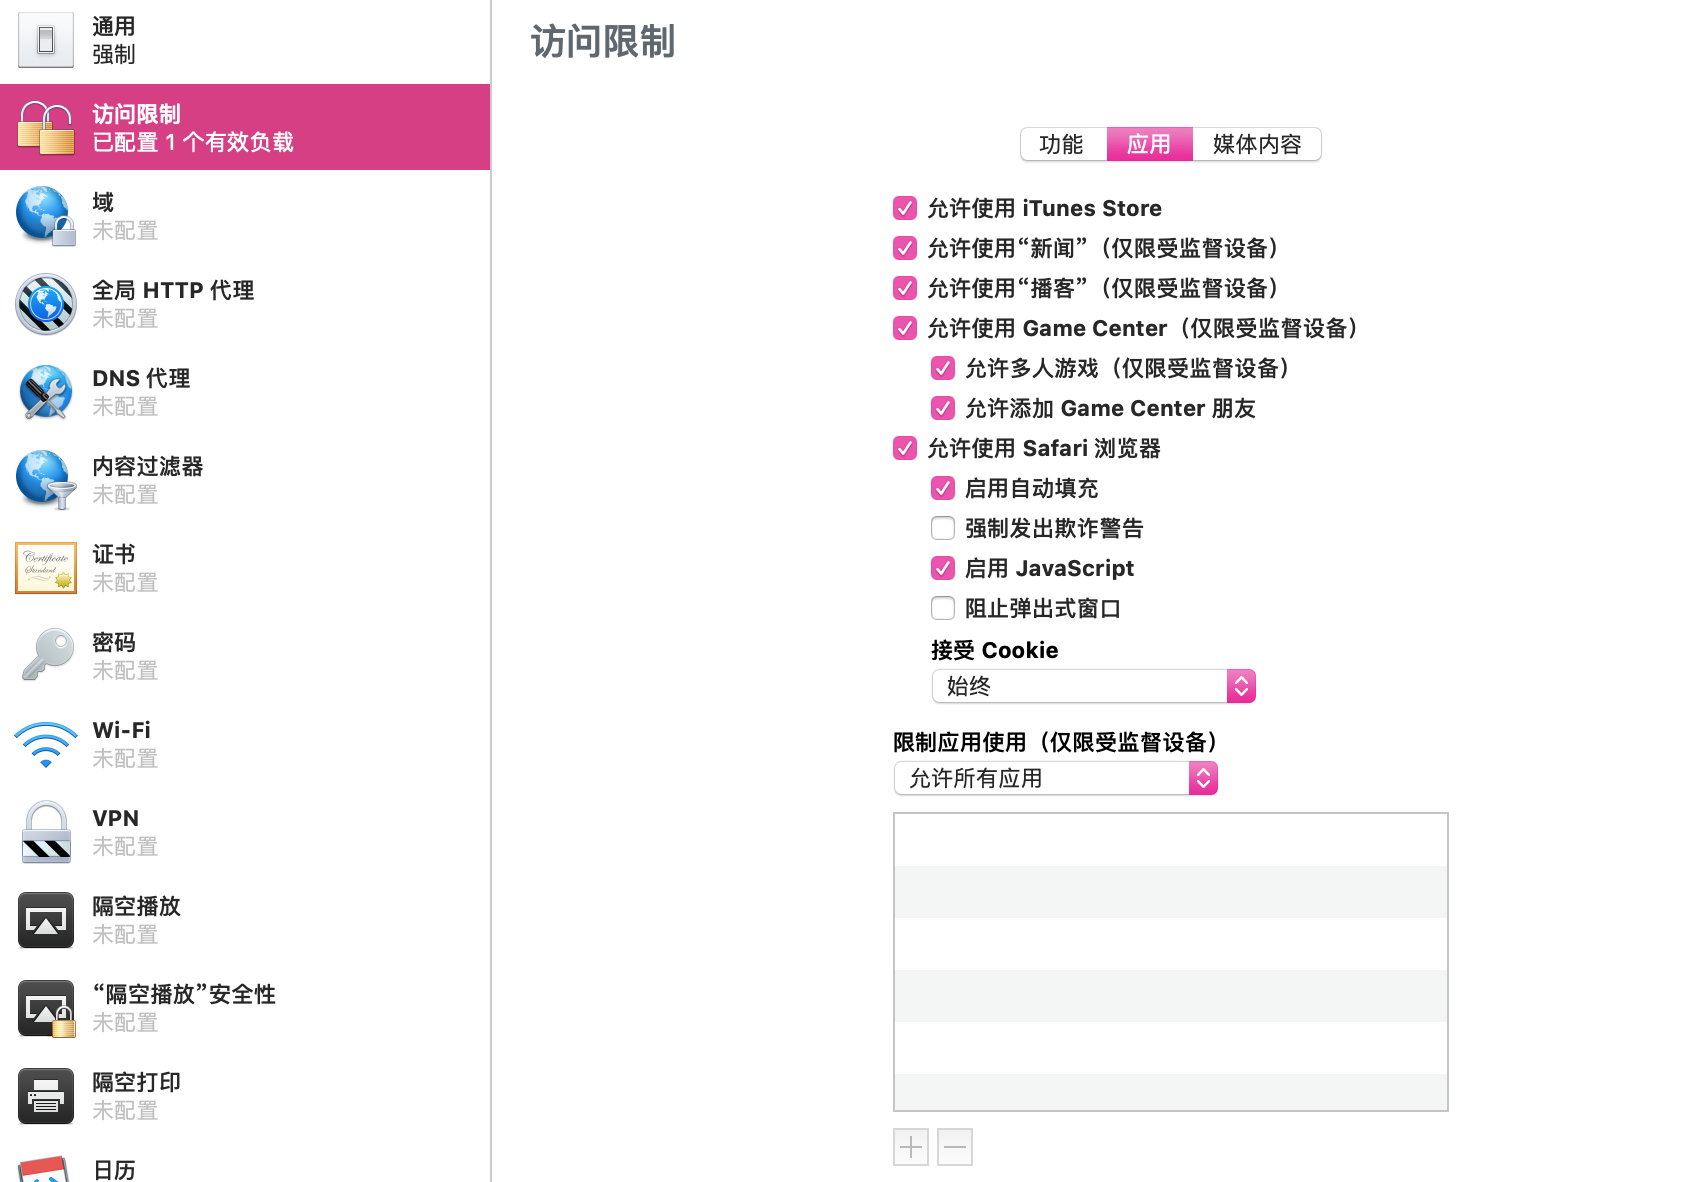 通用
强制
访问限制
已配置 1 个有效负载
域
未配置
全局 HTTP 代理
未配置
DNS 代理
未配置
内容过滤器
未配置
证书
未配置
密码
未配置
Wi-Fi
未配置
VPN
未配置
隔空播放
未配置
“隔空播放”安全性
未配置
隔空打印
未配置
日历
访问限制
功能 应用 媒体内容
允许使用 iTunes Store
允许使用“新闻”（仅限受监督设备）
允许使用“播客”（仅限受监督设备）
允许使用 Game Center（仅限受监督设备）
允许多人游戏（仅限受监督设备）
允许添加 Game Center 朋友
允许使用 Safari 浏览器
启用自动填充
强制发出欺诈警告
启用 JavaScript
阻止弹出式窗口
接受 Cookie
始终
限制应用使用（仅限受监督设备）
允许所有应用
Certificate
Standard